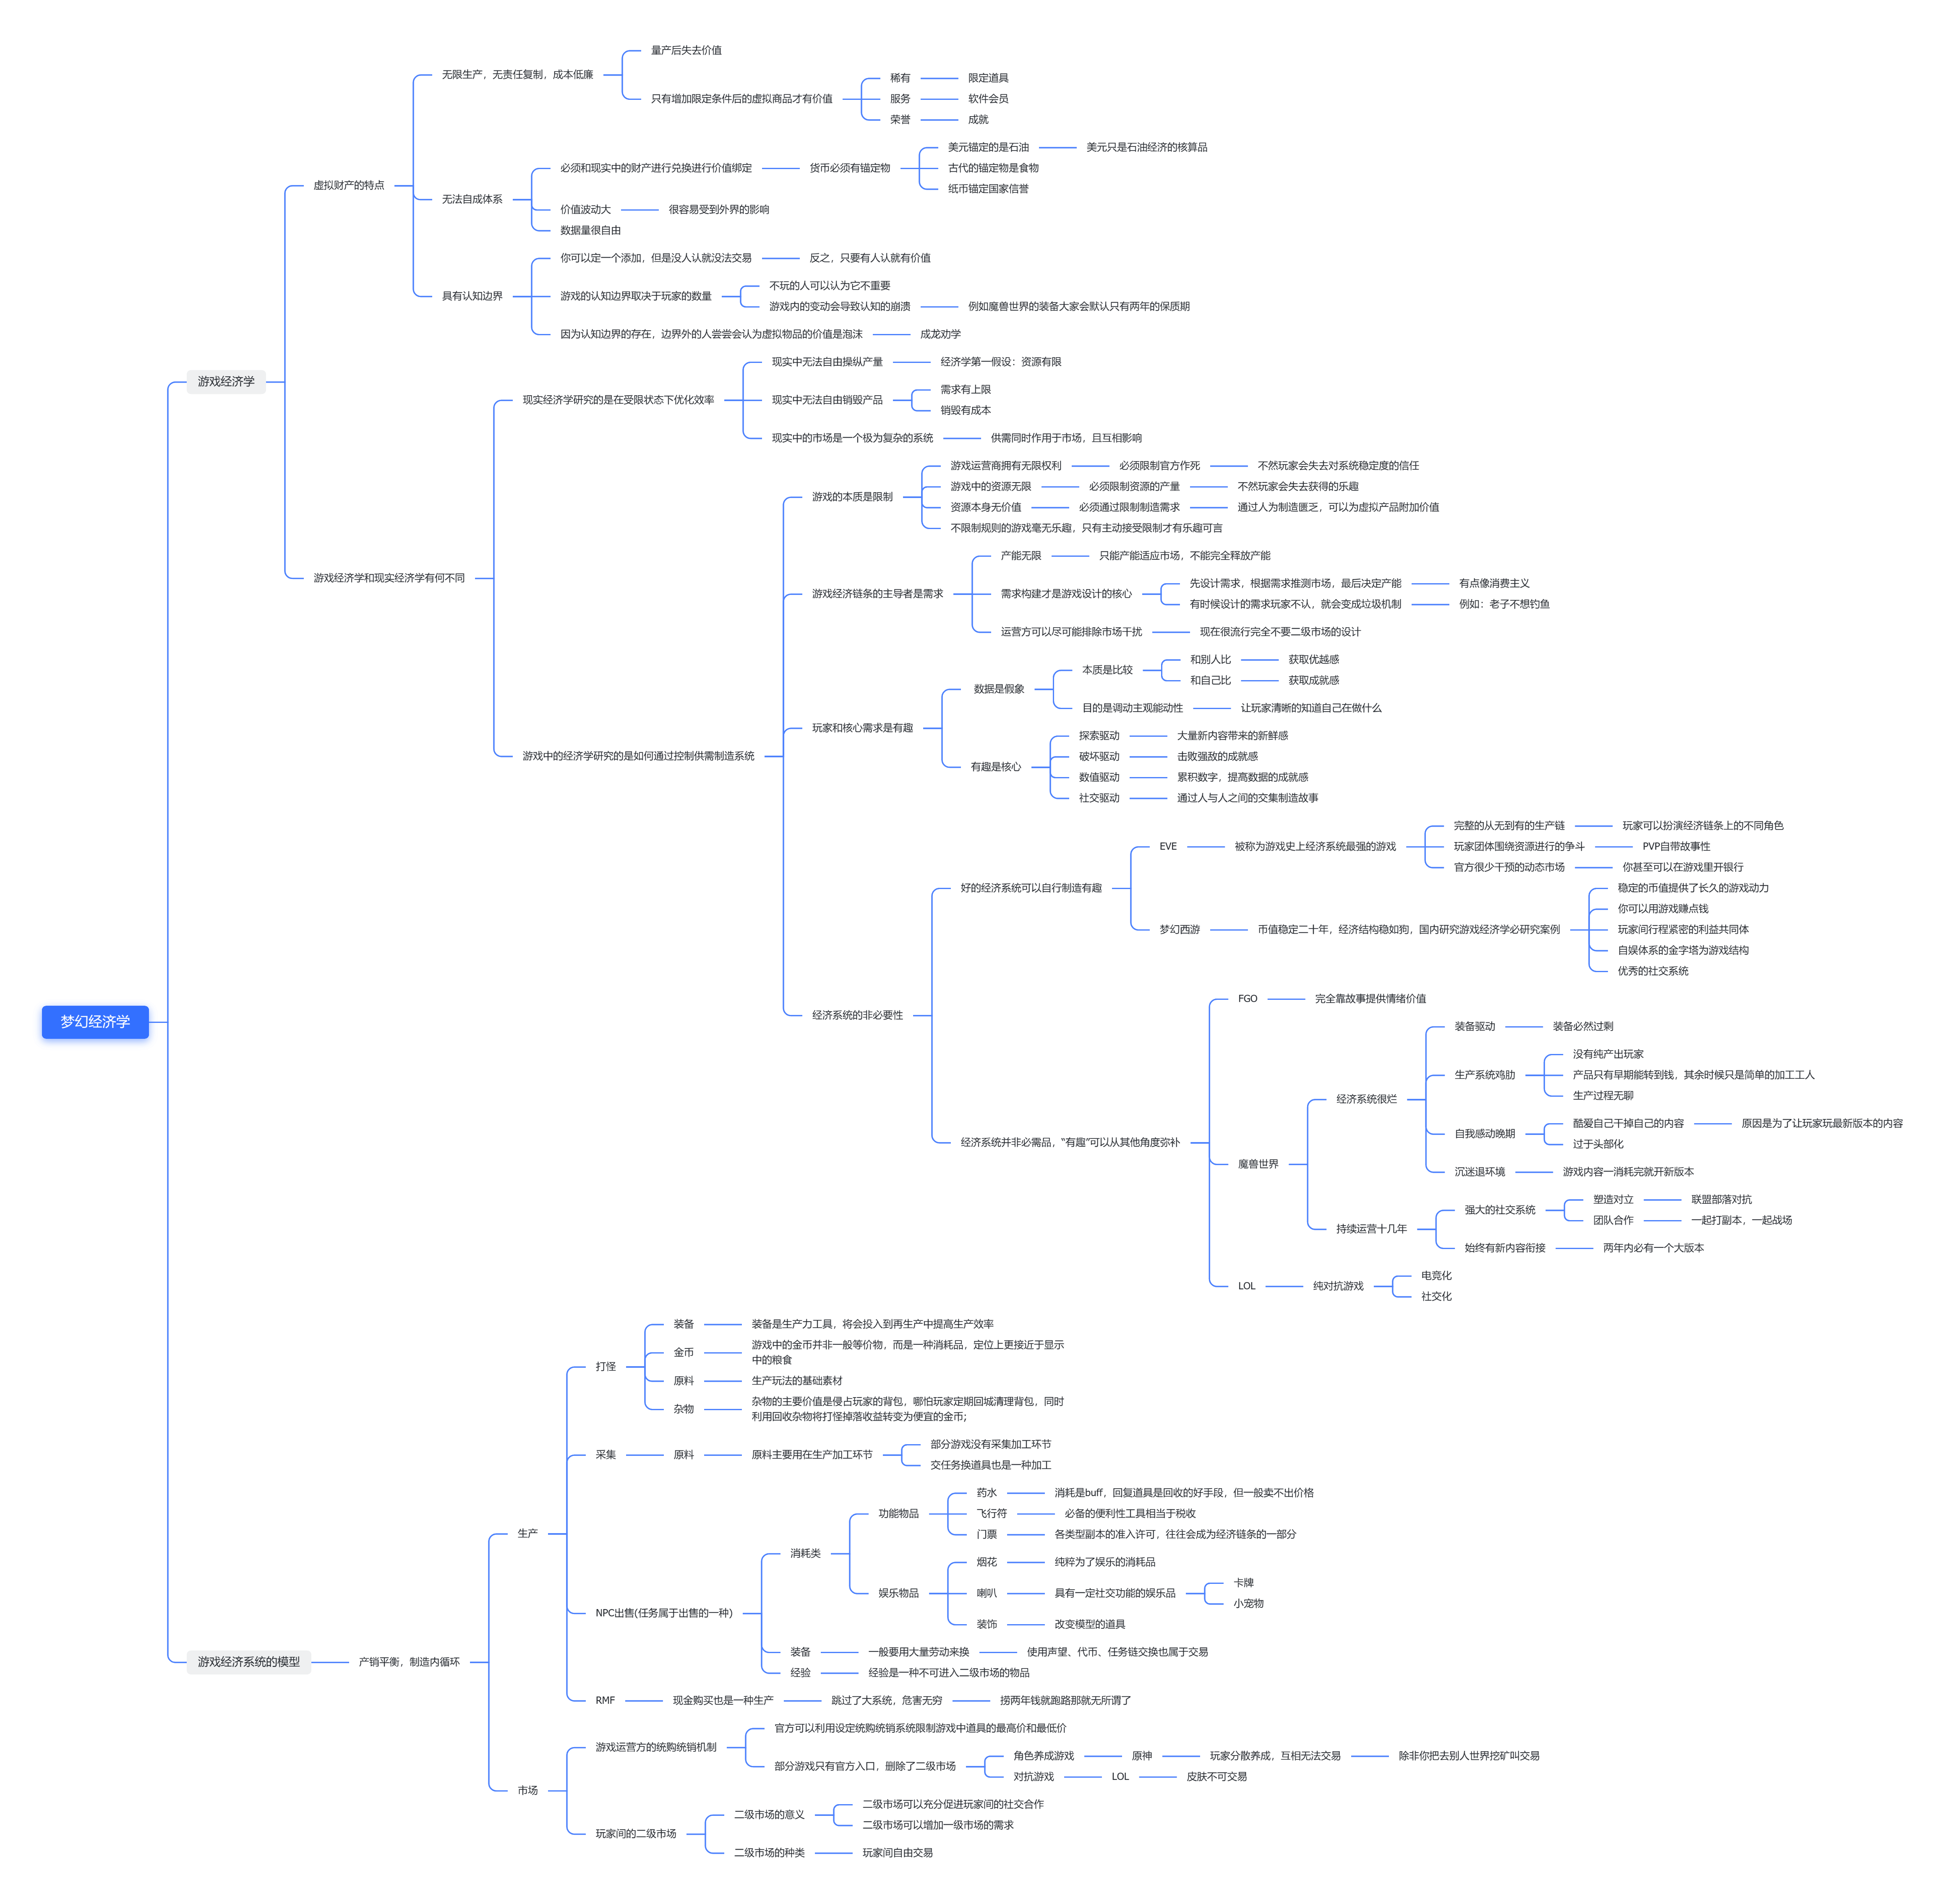 梦幻经济学
游戏经济学
虚拟财产的特点
无限生产，无责任复制，成本低廉
量产后失去价值
只有增加限定条件后的虚拟商品才有价值
稀有
限定道具
服务
软件会员
荣誉
成就
无法自成体系
必须和现实中的财产进行兑换进行价值绑定
货币必须有锚定物
美元锚定的是石油
美元只是石油经济的核算品
古代的锚定物是食物
纸币锚定国家信誉
价值波动大
很容易受到外界的影响
数据量很自由
具有认知边界
你可以定一个添加，但是没人认就没法交易
反之，只要有人认就有价值
游戏的认知边界取决于玩家的数量
不玩的人可以认为它不重要
游戏内的变动会导致认知的崩溃
例如魔兽世界的装备大家会默认只有两年的保质期
因为认知边界的存在，边界外的人尝尝会认为虚拟物品的价值是泡沫
成龙劝学
游戏经济学和现实经济学有何不同
现实经济学研究的是在受限状态下优化效率
现实中无法自由操纵产量
经济学第一假设：资源有限
现实中无法自由销毁产品
需求有上限
销毁有成本
现实中的市场是一个极为复杂的系统
供需同时作用于市场，且互相影响
游戏中的经济学研究的是如何通过控制供需制造系统
游戏的本质是限制
游戏运营商拥有无限权利
必须限制官方作死
不然玩家会失去对系统稳定度的信任
游戏中的资源无限
必须限制资源的产量
不然玩家会失去获得的乐趣
资源本身无价值
必须通过限制制造需求
通过人为制造匮乏，可以为虚拟产品附加价值
不限制规则的游戏毫无乐趣，只有主动接受限制才有乐趣可言
游戏经济链条的主导者是需求
产能无限
只能产能适应市场，不能完全释放产能
需求构建才是游戏设计的核心
先设计需求，根据需求推测市场，最后决定产能
有点像消费主义
有时候设计的需求玩家不认，就会变成垃圾机制
例如：老子不想钓鱼
运营方可以尽可能排除市场干扰
现在很流行完全不要二级市场的设计
玩家和核心需求是有趣
数据是假象
本质是比较
和别人比
获取优越感
和自己比
获取成就感
目的是调动主观能动性
让玩家清晰的知道自己在做什么
有趣是核心
探索驱动
大量新内容带来的新鲜感
破坏驱动
击败强敌的成就感
数值驱动
累积数字，提高数据的成就感
社交驱动
通过人与人之间的交集制造故事
经济系统的非必要性
好的经济系统可以自行制造有趣
EVE
被称为游戏史上经济系统最强的游戏
完整的从无到有的生产链
玩家可以扮演经济链条上的不同角色
玩家团体围绕资源进行的争斗
PVP自带故事性
官方很少干预的动态市场
你甚至可以在游戏里开银行
梦幻西游
币值稳定二十年，经济结构稳如狗，国内研究游戏经济学必研究案例
稳定的币值提供了长久的游戏动力
你可以用游戏赚点钱
玩家间行程紧密的利益共同体
自娱体系的金字塔为游戏结构
优秀的社交系统
经济系统并非必需品，“有趣”可以从其他角度弥补
FGO
完全靠故事提供情绪价值
魔兽世界
经济系统很烂
装备驱动
装备必然过剩
生产系统鸡肋
没有纯产出玩家
产品只有早期能转到钱，其余时候只是简单的加工工人
生产过程无聊
自我感动晚期
酷爱自己干掉自己的内容
原因是为了让玩家玩最新版本的内容
过于头部化
沉迷退环境
游戏内容一消耗完就开新版本
持续运营十几年
强大的社交系统
塑造对立
联盟部落对抗
团队合作
一起打副本，一起战场
始终有新内容衔接
两年内必有一个大版本
LOL
纯对抗游戏
电竞化
社交化
游戏经济系统的模型
产销平衡，制造内循环
生产
打怪
装备
装备是生产力工具，将会投入到再生产中提高生产效率
金币
游戏中的金币并非一般等价物，而是一种消耗品，定位上更接近于显示
中的粮食
原料
生产玩法的基础素材
杂物
杂物的主要价值是侵占玩家的背包，哪怕玩家定期回城清理背包，同时
利用回收杂物将打怪掉落收益转变为便宜的金币；
采集
原料
原料主要用在生产加工环节
部分游戏没有采集加工环节
交任务换道具也是一种加工
NPC出售(任务属于出售的一种)
消耗类
功能物品
药水
消耗是buff，回复道具是回收的好手段，但一般卖不出价格
飞行符
必备的便利性工具相当于税收
门票
各类型副本的准入许可，往往会成为经济链条的一部分
娱乐物品
烟花
纯粹为了娱乐的消耗品
喇叭
具有一定社交功能的娱乐品
卡牌
小宠物
装饰
改变模型的道具
装备
一般要用大量劳动来换
使用声望、代币、任务链交换也属于交易
经验
经验是一种不可进入二级市场的物品
RMF
现金购买也是一种生产
跳过了大系统，危害无穷
捞两年钱就跑路那就无所谓了
市场
游戏运营方的统购统销机制
官方可以利用设定统购统销系统限制游戏中道具的最高价和最低价
部分游戏只有官方入口，删除了二级市场
角色养成游戏
原神
玩家分散养成，互相无法交易
除非你把去别人世界挖矿叫交易
对抗游戏
LOL
皮肤不可交易
玩家间的二级市场
二级市场的意义
二级市场可以充分促进玩家间的社交合作
二级市场可以增加一级市场的需求
二级市场的种类
玩家间自由交易